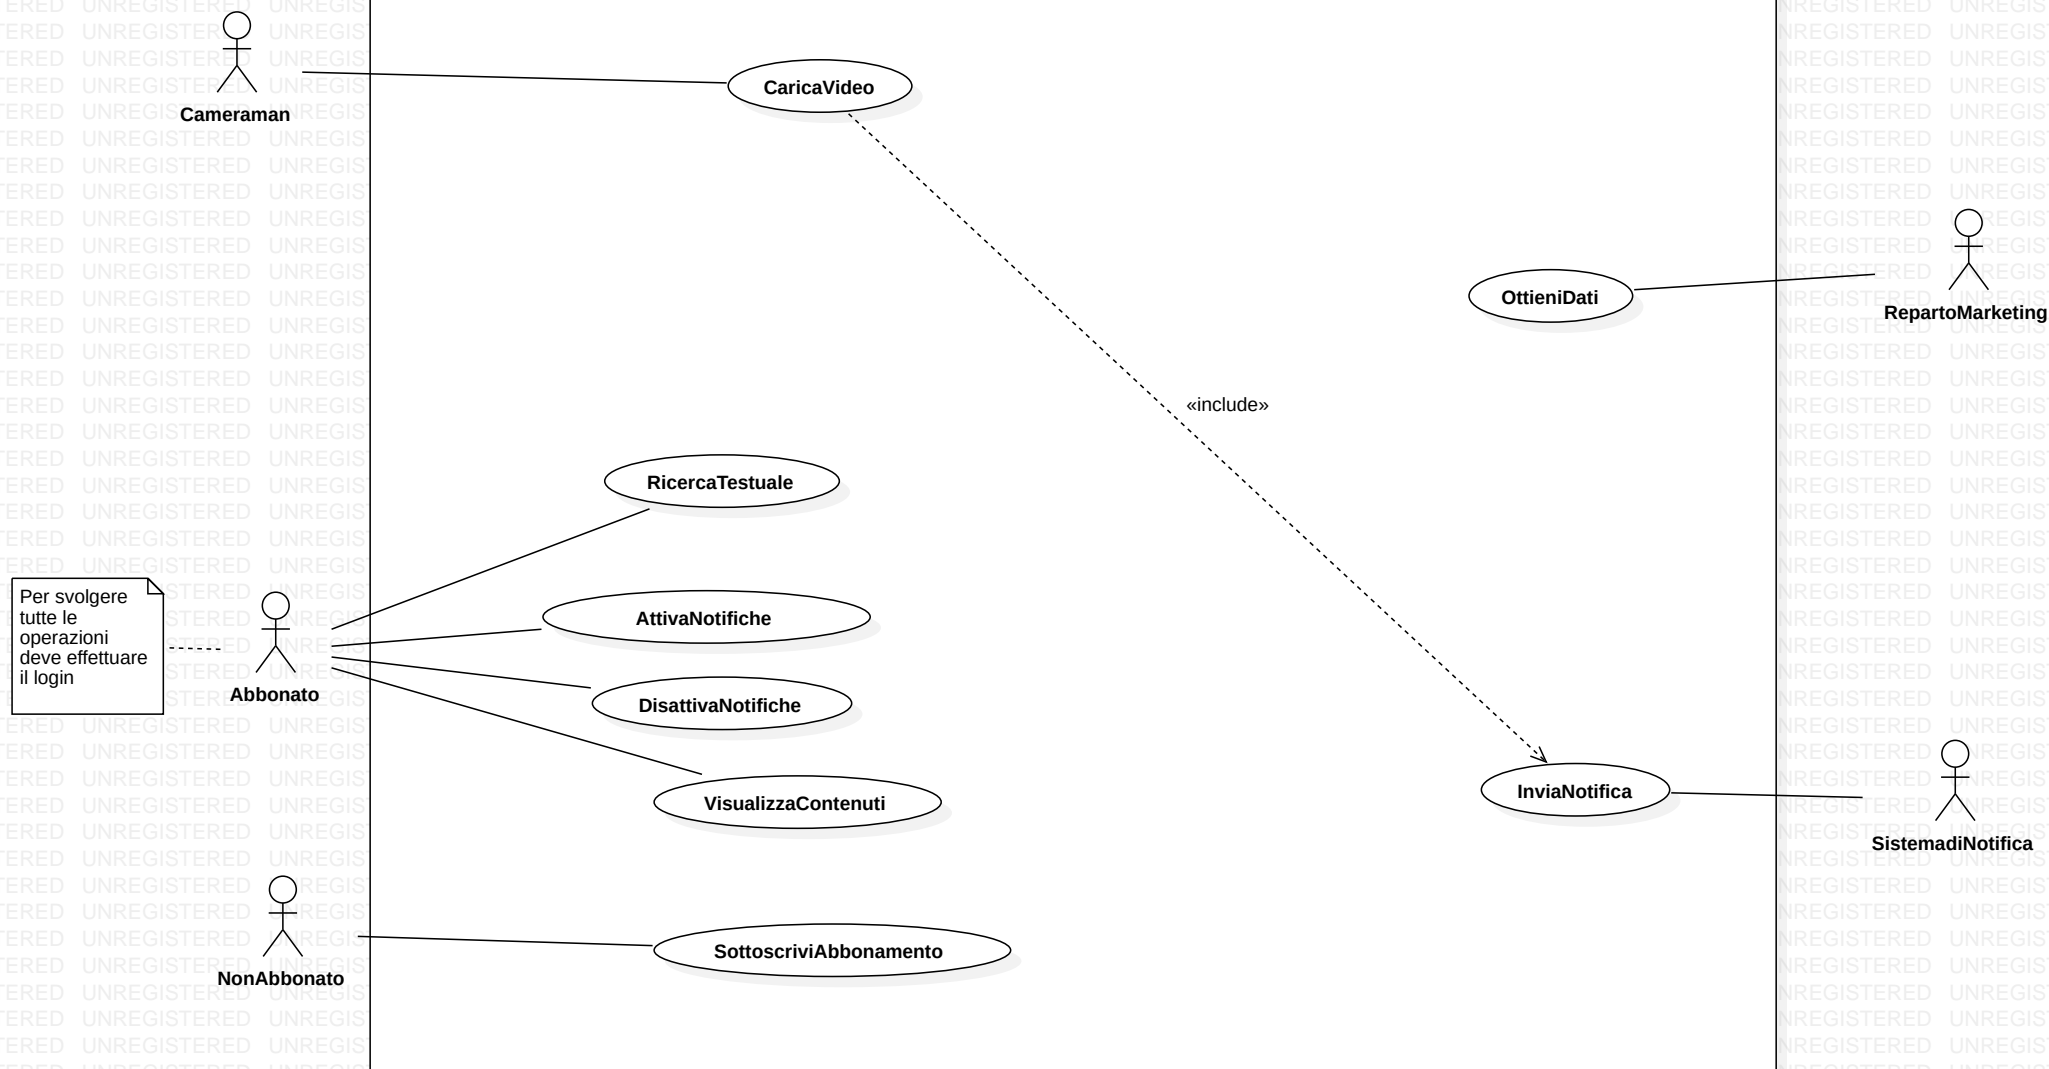 Cameraman
CaricaVideo
OttieniDati
RepartoMarketing
«include»
RicercaTestuale
Per svolgere
tutte le
operazioni
deve effettuare
il login
Abbonato
AttivaNotifiche
DisattivaNotifiche
VisualizzaContenuti
InviaNotifica
SistemadiNotifica
NonAbbonato
SottoscriviAbbonamento
UNREGISTERED